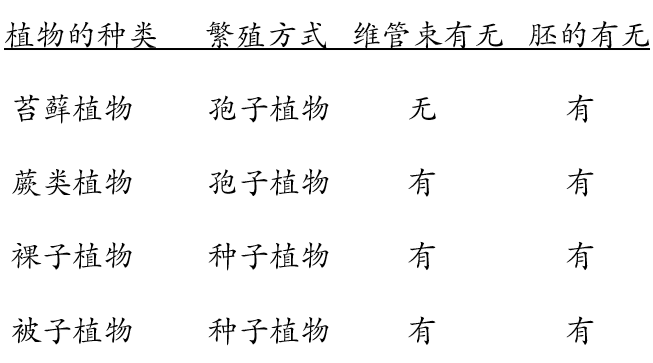 植物的种类 繁殖方式 维管束有无 胚的有无
苔藓植物 孢子植物 无 有
蕨类植物 孢子植物 有 有
裸子植物 种子植物 有 有
被子植物 种子植物 有 有